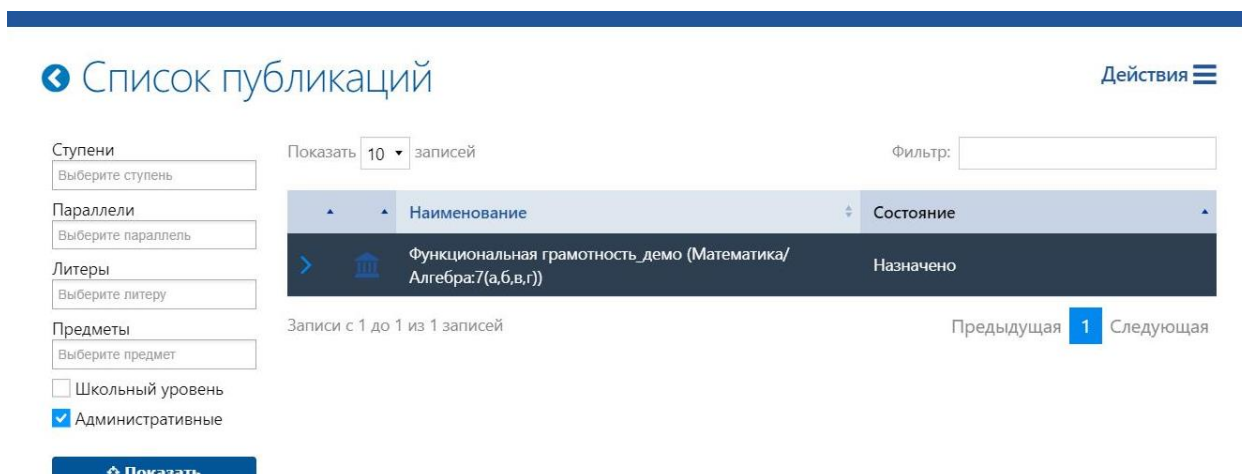 Список публикаций
Действия
Ступени
Выберите ступень
Параллели
Выберите параллель
Литеры
Выберите литеру
Предметы
Выберите предмет
Школьный уровень
Административные
Показать
Показать 10 записей
Фильтр:
Наименование
Состояние
Функциональная грамотность_демо (Математика/
Алгебра:7(а,б,в,г))
Назначено
Записи с 1 до 1 из 1 записей
Предыдущая 1 Следующая